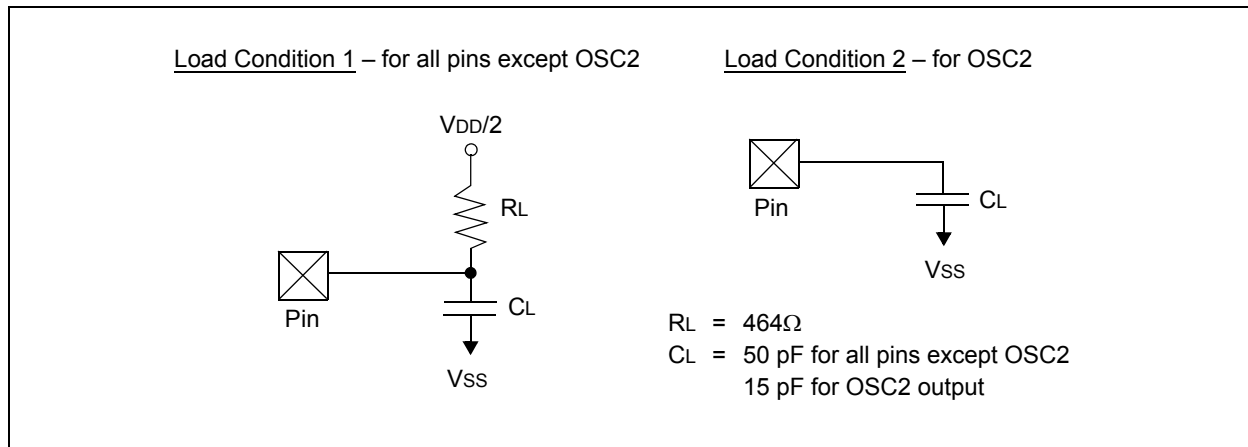 Load Condition 1 – for all pins except OSC2
Load Condition 2 – for OSC2
VDD/2
RL
Pin
CL
VSS
Pin
CL
VSS
RL = 464Ω
CL = 50 pF for all pins except OSC2
15 pF for OSC2 output